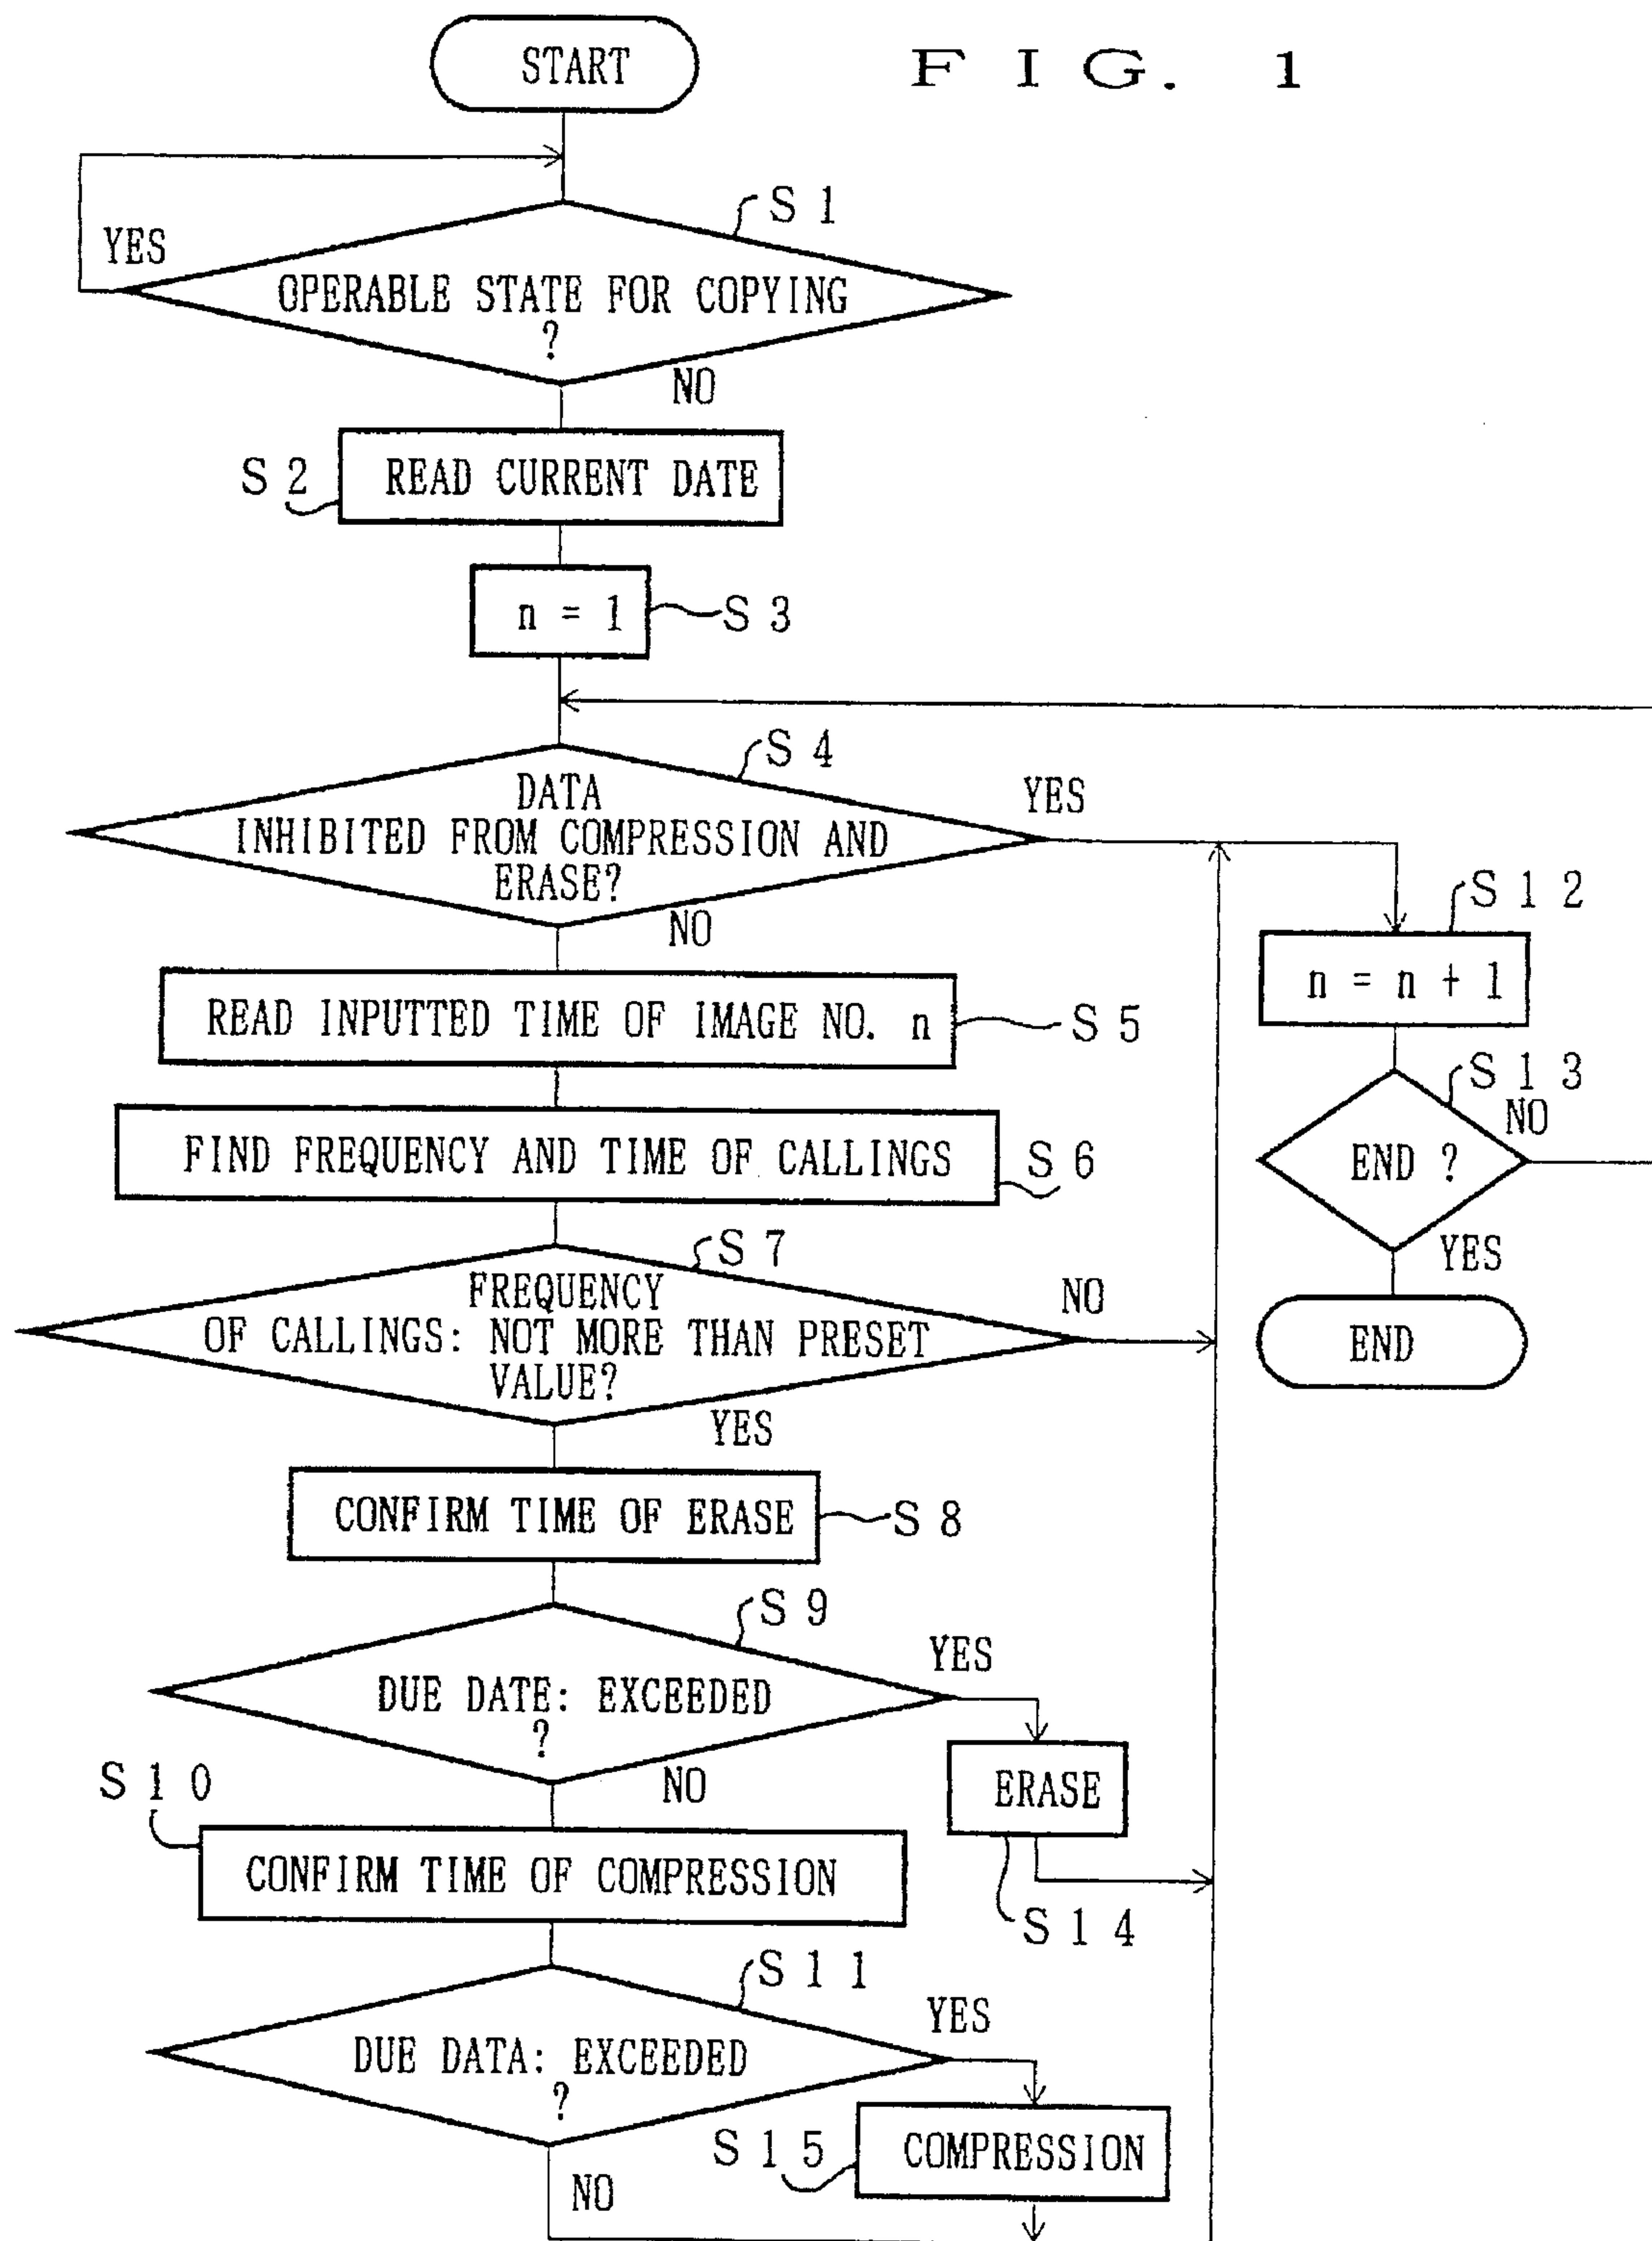 START
F I G. 1
S 1
YES
OPERABLE STATE FOR COPYING
?
NO
S 2
READ CURRENT DATE
n = 1
S 3
S 4
DATA
INHIBITED FROM COMPRESSION AND
ERASE?
YES
NO
S 1 2
n = n + 1
READ INPUTTED TIME OF IMAGE NO. n
S 5
S 1 3
NO
END ?
YES
END
FIND FREQUENCY AND TIME OF CALLINGS
S 6
S 7
FREQUENCY
OF CALLINGS: NOT MORE THAN PRESET
VALUE?
NO
YES
CONFIRM TIME OF ERASE
S 8
S 9
DUE DATE: EXCEEDED
?
YES
NO
ERASE
S 1 4
S 1 0
CONFIRM TIME OF COMPRESSION
S 1 1
DUE DATA: EXCEEDED
?
YES
NO
S 1 5
COMPRESSION